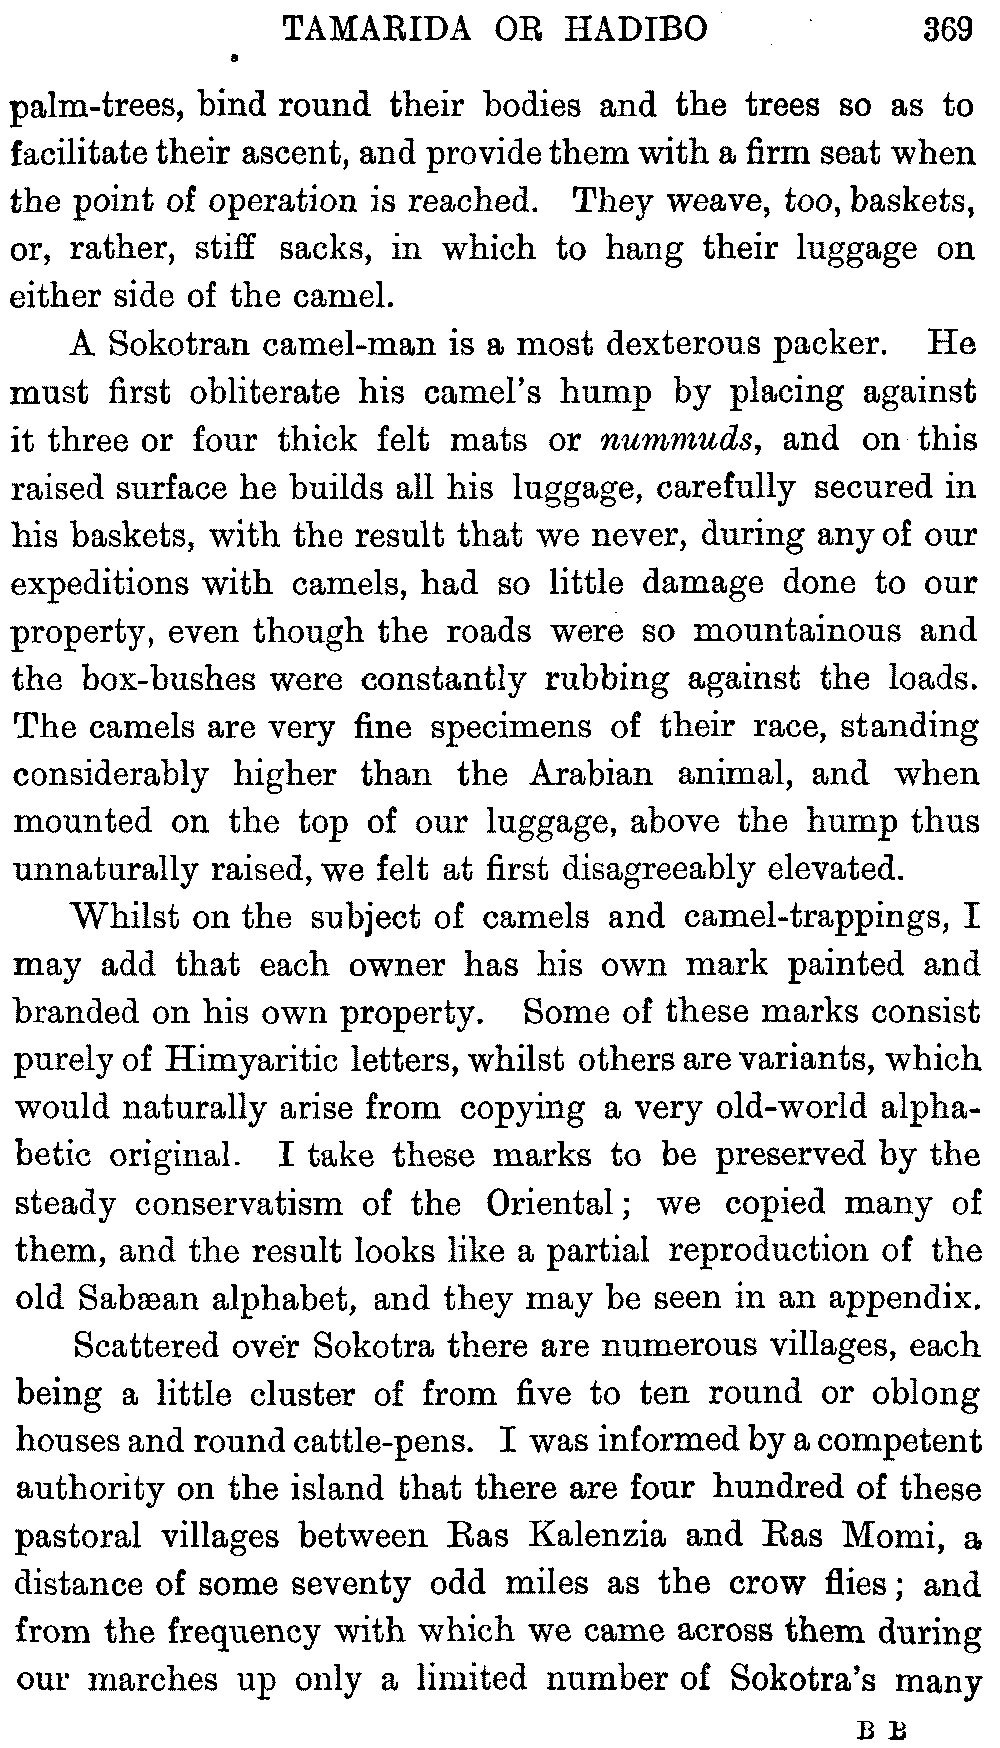 TAMARIDA OR HADIBO 369
palm-trees, bind round their bodies and the trees so as to
facilitate their ascent, and provide them with a firm seat when
the point of operation is reached. They weave, too, baskets,
or, rather, stiff sacks, in which to hang their luggage on
either side of the camel.
A Sokotran camel-man is a most dexterous packer. He
must first obliterate his camel's hump by placing against
it three or four thick felt mats or nummuds, and on this
raised surface he builds all his luggage, carefully secured in
his baskets, with the result that we never, during any of our
expeditions with camels, had so little damage done to our
property, even though the roads were so mountainous and
the box-bushes were constantly rubbing against the loads.
The camels are very fine specimens of their race, standing
considerably higher than the Arabian animal, and when
mounted on the top of our luggage, above the hump thus
unnaturally raised, we felt at first disagreeably elevated.
Whilst on the subject of camels and camel-trappings, I
may add that each owner has his own mark painted and
branded on his own property. Some of these marks consist
purely of Himyaritic letters, whilst others are variants, which
would naturally arise from copying a very old-world alpha-
betic original. I take these marks to be preserved by the
steady conservatism of the Oriental; we copied many of
them, and the result looks like a partial reproduction of the
old Sabæan alphabet, and they may be seen in an appendix.
Scattered over Sokotra there are numerous villages, each
being a little cluster of from five to ten round or oblong
houses and round cattle-pens. I was informed by a competent
authority on the island that there are four hundred of these
pastoral villages between Ras Kalenzia and Ras Momi, a
distance of some seventy odd miles as the crow flies; and
from the frequency with which we came across them during
our marches up only a limited number of Sokotra's many
B B